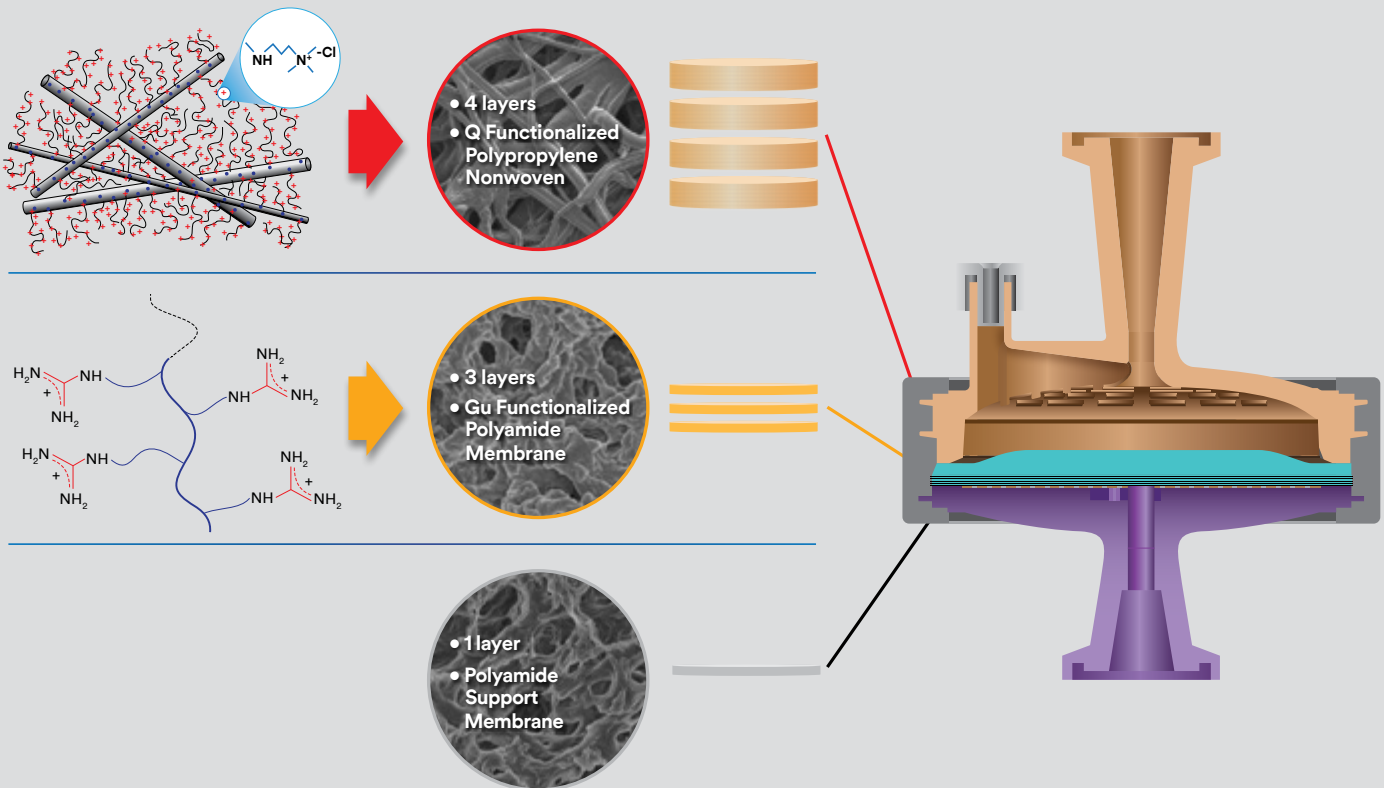 NH
N⁺
-Cl
+
• 4 layers
• Q Functionalized
Polypropylene
Nonwoven
H₂N
NH
+
NH₂
NH₂
+
NH
NH₂
H₂N
NH
+
NH₂
NH₂
+
NH
NH₂
• 3 layers
• Gu Functionalized
Polyamide
Membrane
• 1 layer
• Polyamide
Support
Membrane